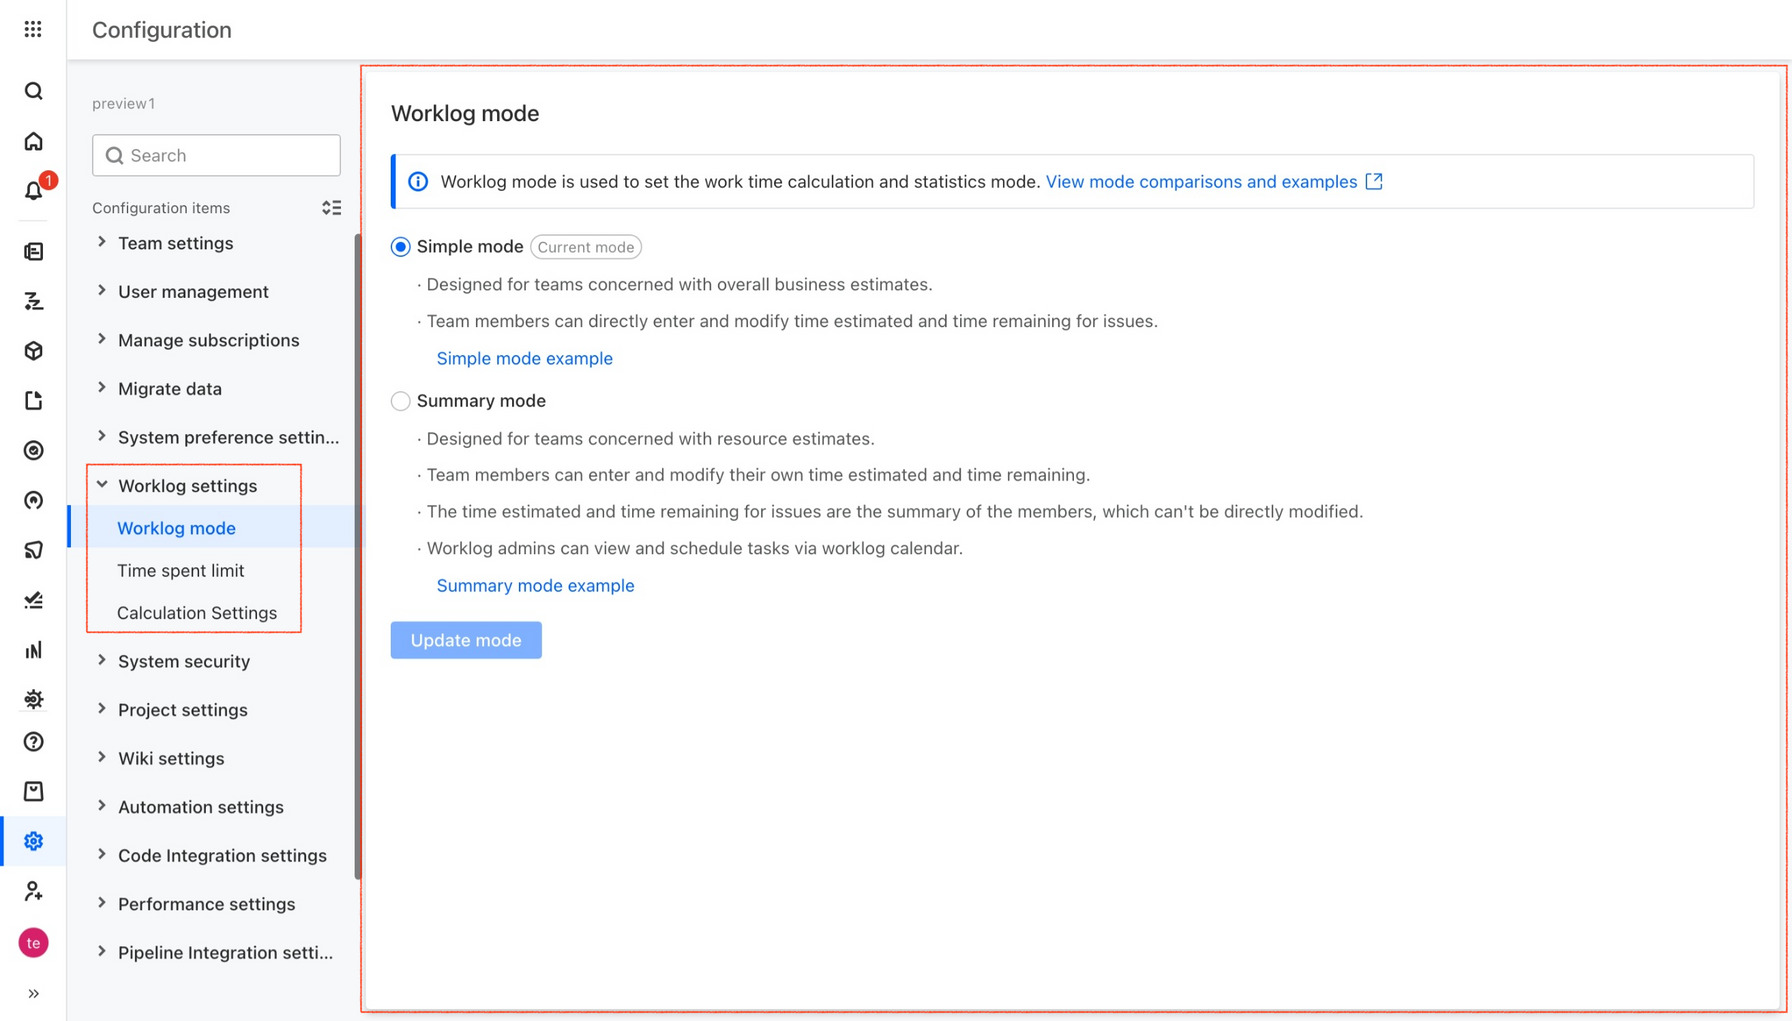 Configuration
preview1
Search
1
Configuration items
Team settings
User management
Manage subscriptions
Migrate data
System preference settin...
Worklog settings
Worklog mode
Time spent limit
Calculation Settings
System security
Project settings
Wiki settings
Automation settings
Code Integration settings
Performance settings
Pipeline Integration setti...
te
Worklog mode
Worklog mode is used to set the work time calculation and statistics mode. View mode comparisons and examples
Simple mode Current mode
· Designed for teams concerned with overall business estimates.
· Team members can directly enter and modify time estimated and time remaining for issues.
Simple mode example
Summary mode
· Designed for teams concerned with resource estimates.
· Team members can enter and modify their own time estimated and time remaining.
· The time estimated and time remaining for issues are the summary of the members, which can't be directly modified.
· Worklog admins can view and schedule tasks via worklog calendar.
Summary mode example
Update mode